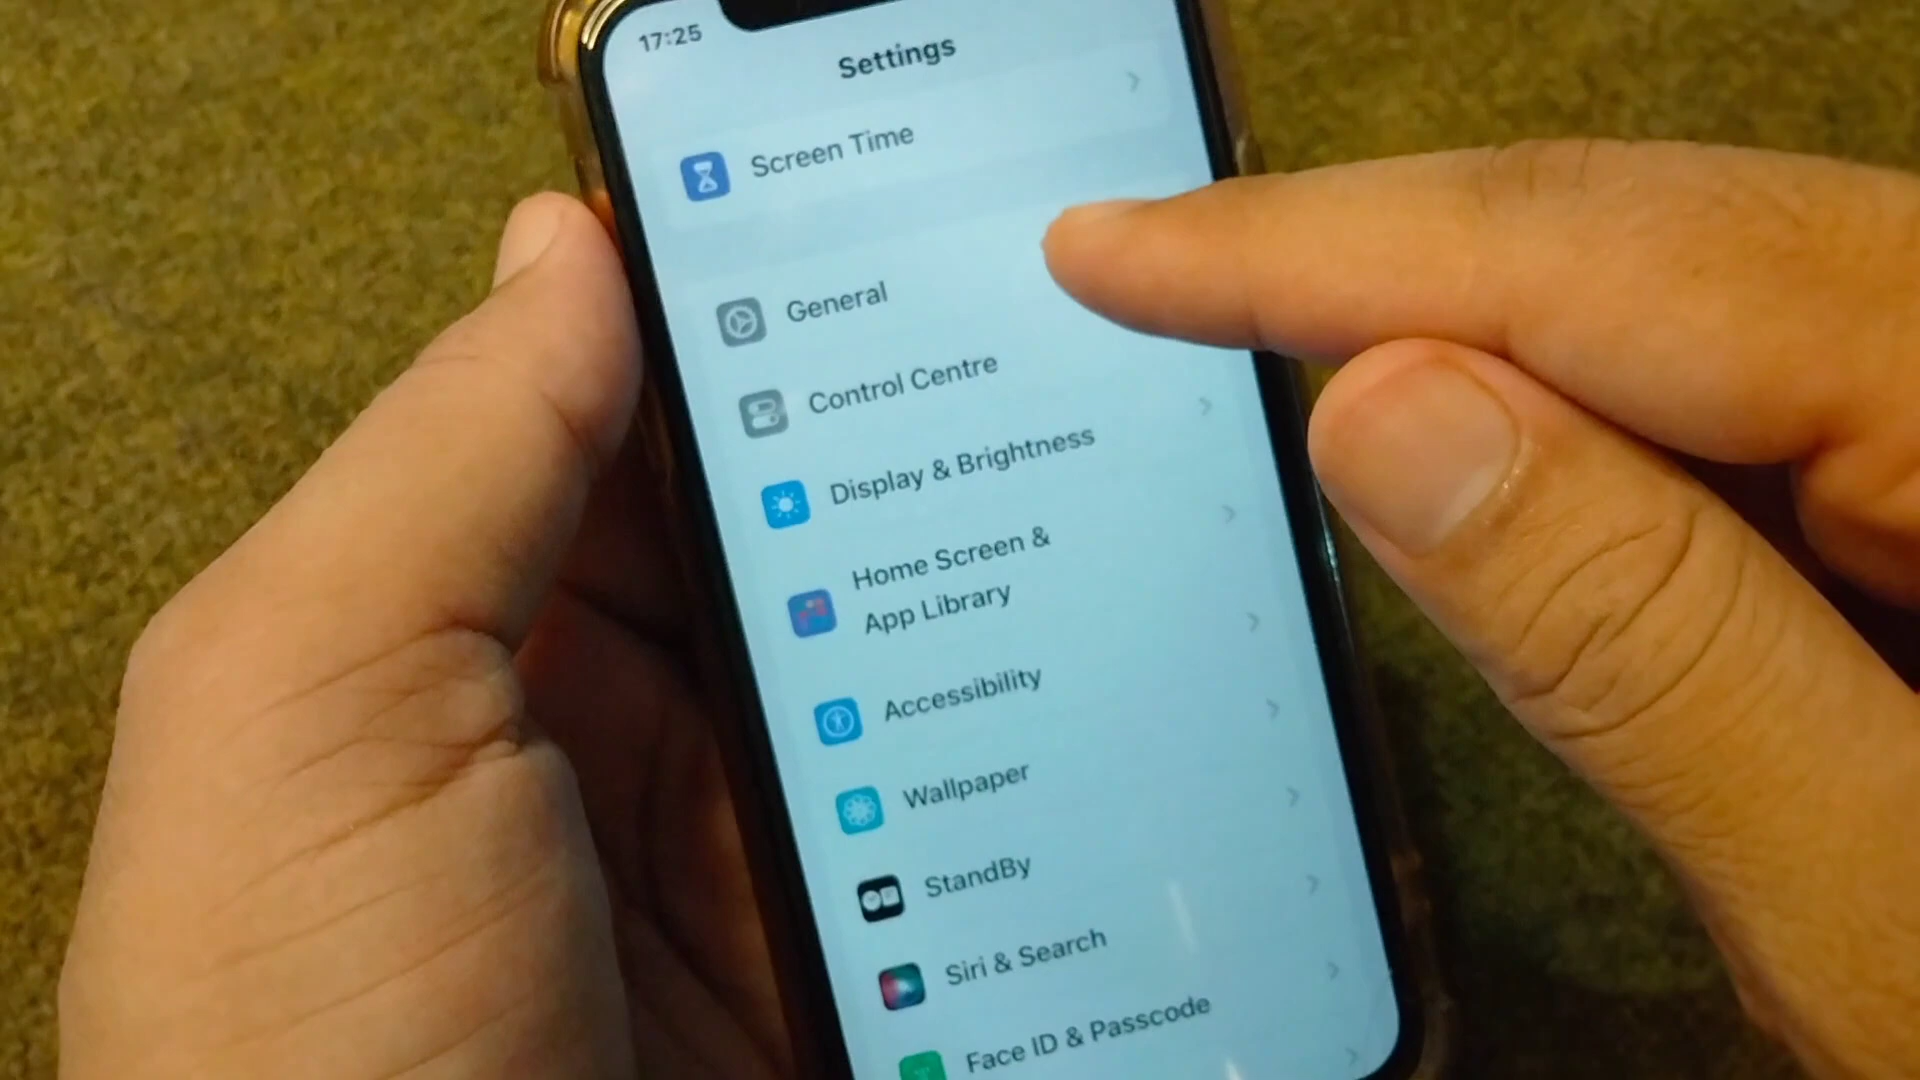 17:25
Settings
Screen Time
General
Control Centre
Display & Brightness
Home Screen &
App Library
Accessibility
Wallpaper
StandBy
Siri & Search
Face ID & Passcode